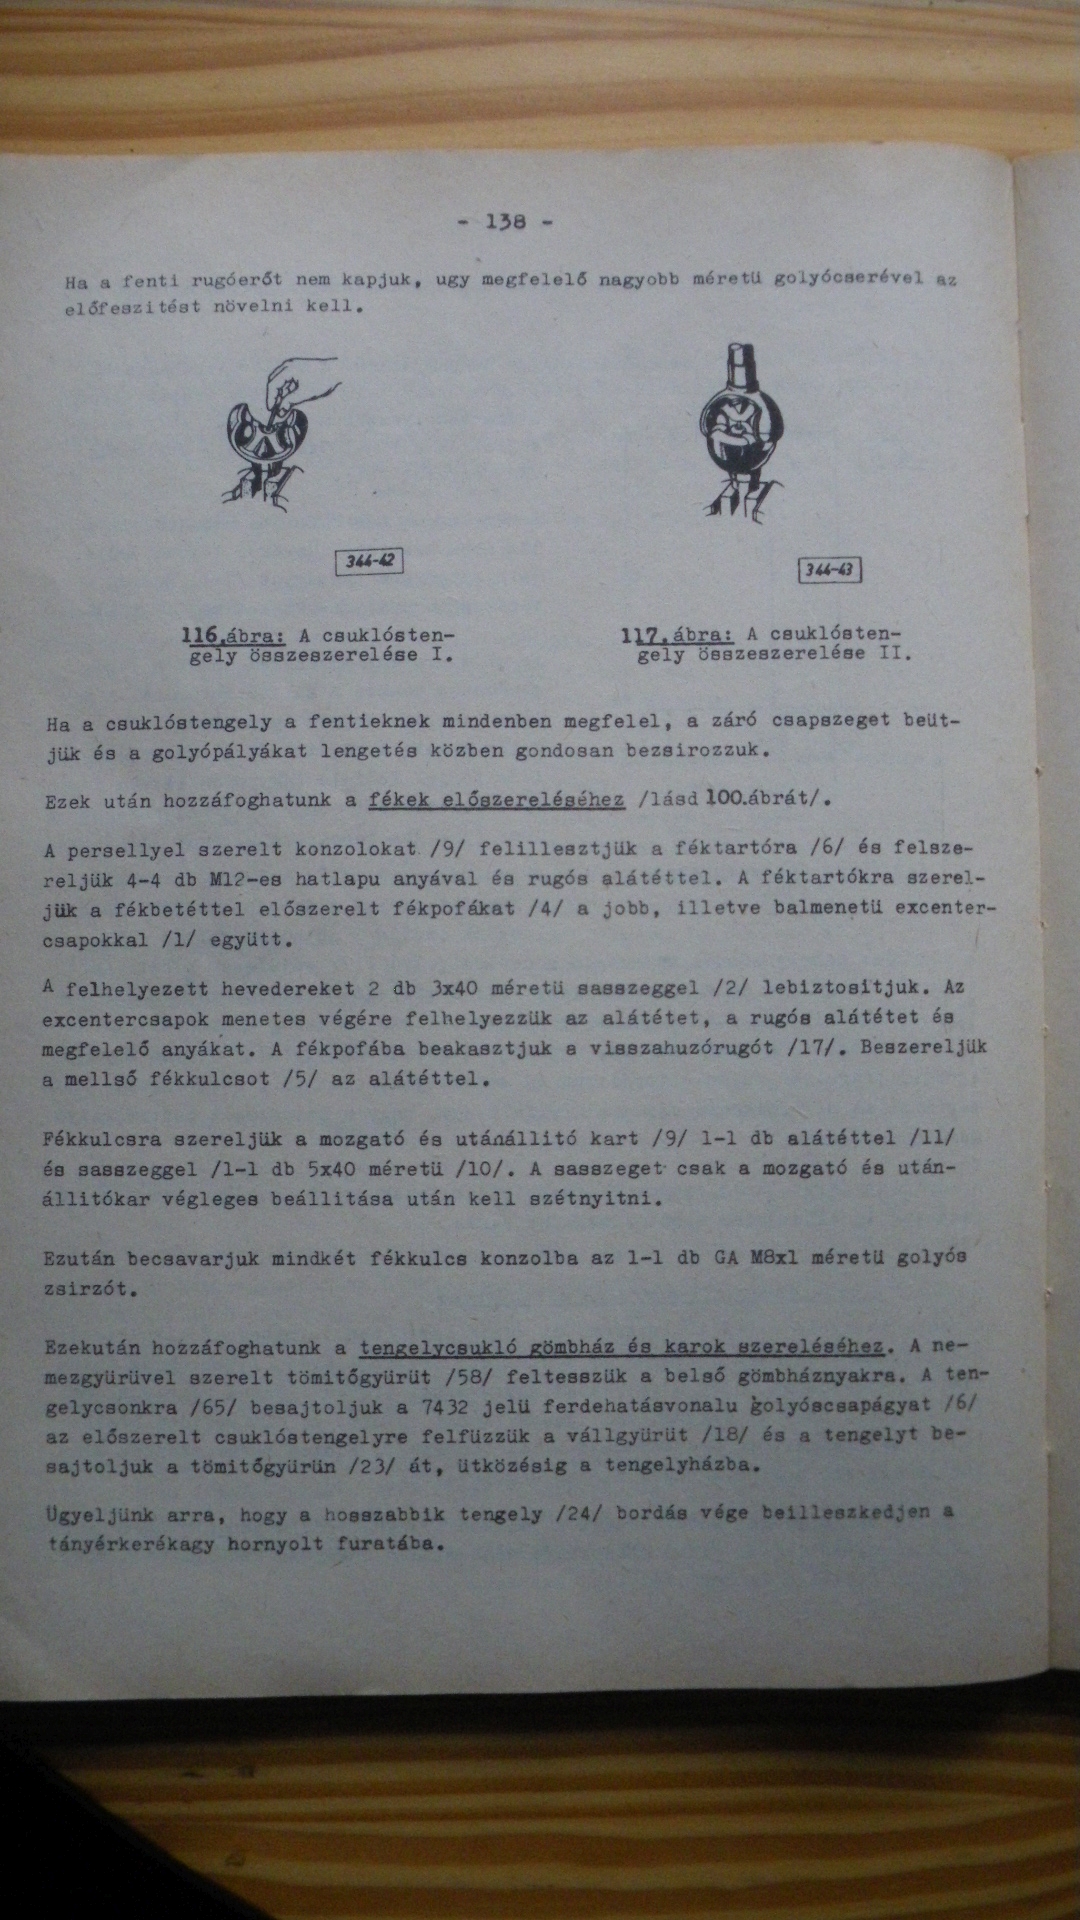 - 138 -
Ha a fenti rugóerőt nem kapjuk, ugy megfelelő nagyobb méretü golyócserével az
előfeszitést növelni kell.
344-42
344-43
116.ábra: A csuklósten-
gely összeszerelése I.
117.ábra: A csuklósten-
gely összeszerelése II.
Ha a csuklóstengely a fentieknek mindenben megfelel, a záró csapszeget beüt-
jük és a golyópályákat lengetés közben gondosan bezsirozzuk.
Ezek után hozzáfoghatunk a fékek előszereléséhez /lásd 100.ábrát/.
A persellyel szerelt konzolokat /9/ felillesztjük a féktartóra /6/ és felsze-
reljük 4-4 db M12-es hatlapu anyával és rugós alátéttel. A féktartókra szerel-
jük a fékbetéttel előszerelt fékpofákat /4/ a jobb, illetve balmenetü excenter-
csapokkal /1/ együtt.
A felhelyezett hevedereket 2 db 3x40 méretü sasszeggel /2/ lebiztositjuk. Az
excentercsapok menetes végére felhelyezzük az alátétet, a rugós alátétet és
megfelelő anyákat. A fékpofába beakasztjuk a visszahuzórugót /17/. Beszereljük
a mellső fékkulcsot /5/ az alátéttel.
Fékkulcsra szereljük a mozgató és utánállitó kart /9/ 1-1 db alátéttel /11/
és sasszeggel /1-1 db 5x40 méretü /10/. A sasszeget csak a mozgató és után-
állitókar végleges beállitása után kell szétnyitni.
Ezután becsavarjuk mindkét fékkulcs konzolba az 1-1 db GA M8x1 méretü golyós
zsirzót.
Ezekután hozzáfoghatunk a tengelycsukló gömbház és karok szereléséhez. A ne-
mezgyürüvel szerelt tömitőgyürüt /58/ feltesszük a belső gömbháznyakra. A ten-
gelycsonkra /65/ besajtoljuk a 7432 jelü ferdehatásvonalu golyóscsapágyat /6/
az előszerelt csuklóstengelyre felfüzzük a vállgyürüt /18/ és a tengelyt be-
sajtoljuk a tömitőgyürün /23/ át, ütközésig a tengelyházba.
Ügyeljünk arra, hogy a hosszabbik tengely /24/ bordás vége beilleszkedjen a
tányérkerékagy hornyolt furatába.